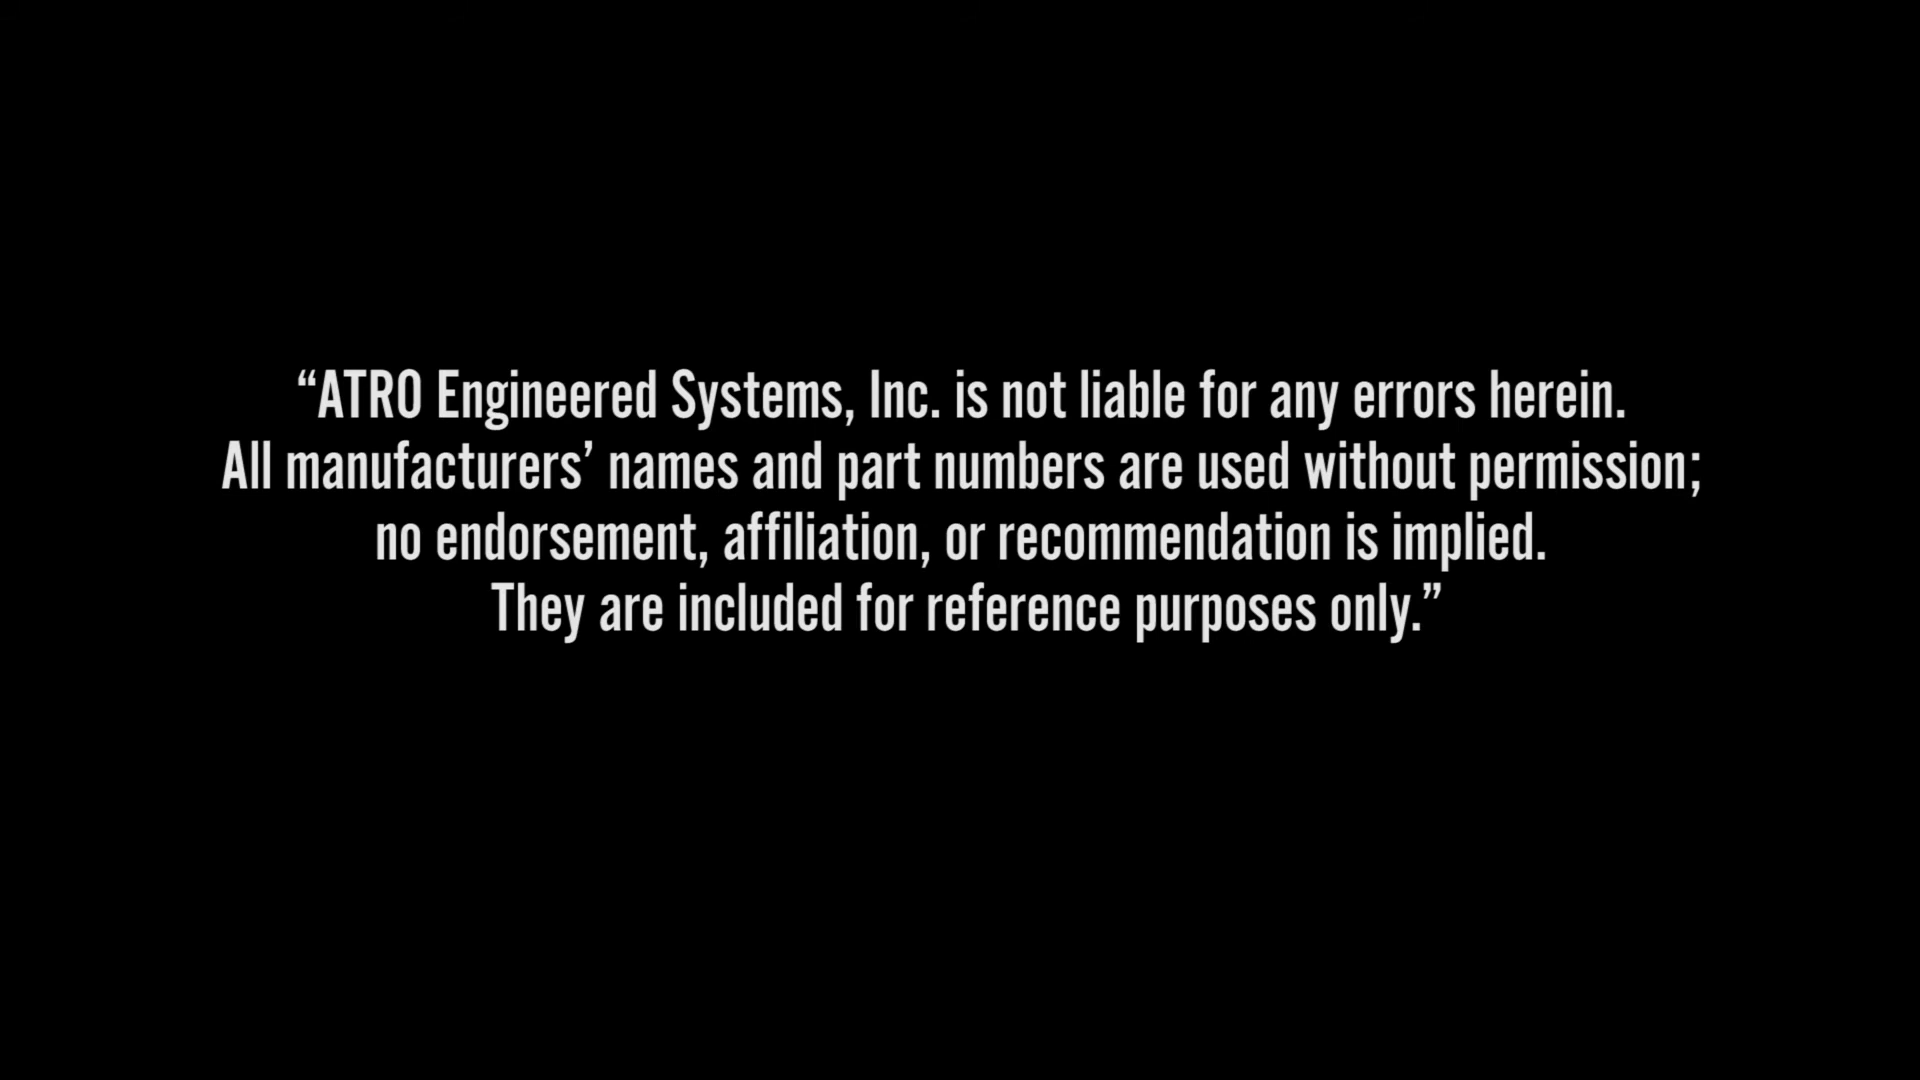 “ATRO Engineered Systems, Inc. is not liable for any errors herein.
All manufacturers’ names and part numbers are used without permission;
no endorsement, affiliation, or recommendation is implied.
They are included for reference purposes only.”